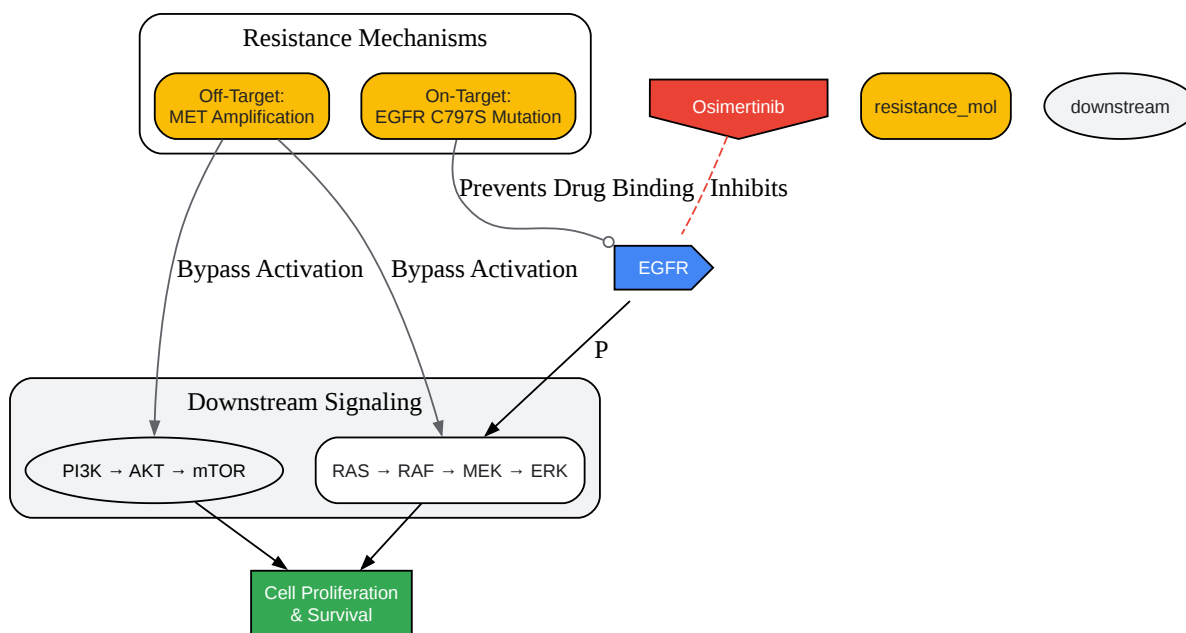 Resistance Mechanisms
Off-Target:
MET Amplification
On-Target:
EGFR C797S Mutation
Osimertinib
resistance_mol
downstream
Prevents Drug Binding
Inhibits
Bypass Activation
Bypass Activation
EGFR
P
Downstream Signaling
PI3K → AKT → mTOR
RAS → RAF → MEK → ERK
Cell Proliferation
& Survival